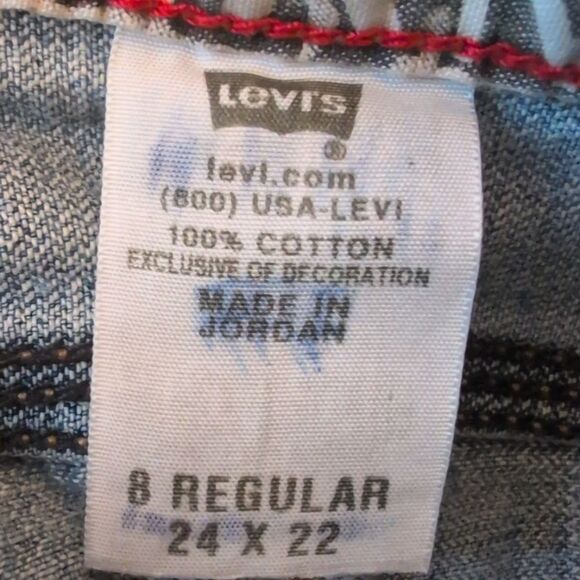 LEVI'S
®
levi.com
(800) USA-LEVI
100% COTTON
EXCLUSIVE OF DECORATION
MADE IN
JORDAN
8 REGULAR
24 X 22